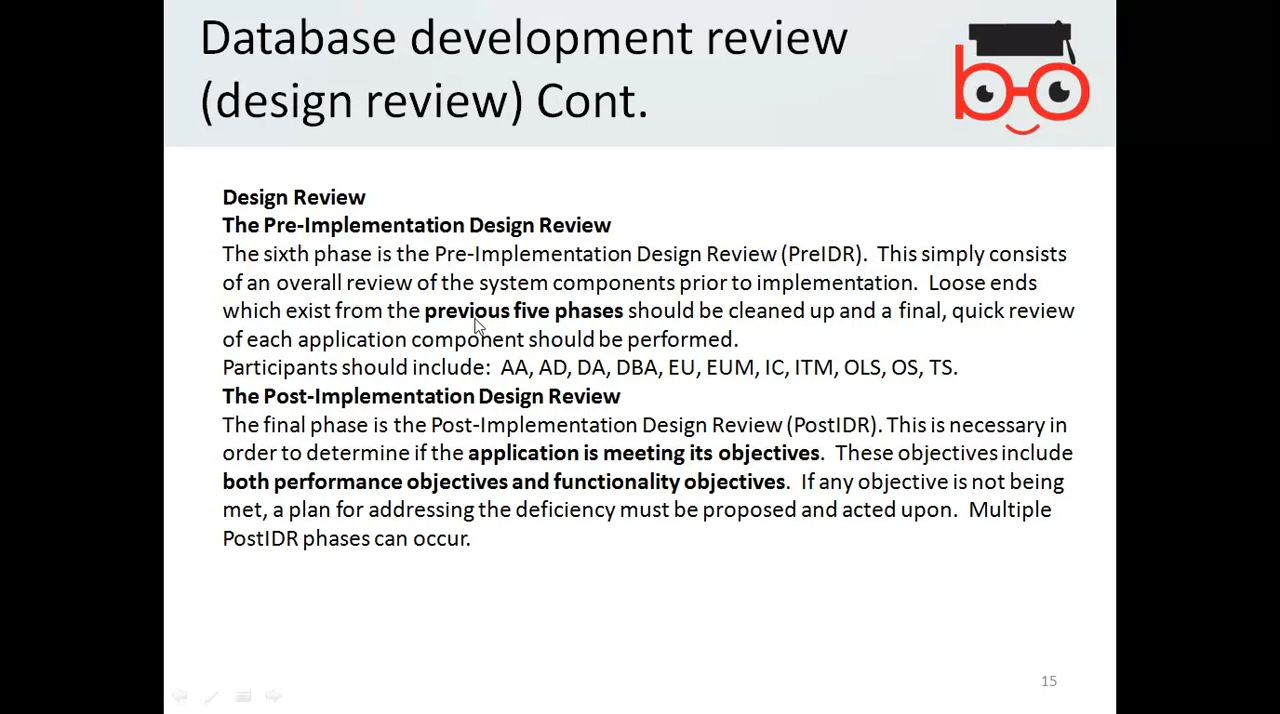 Database development review
(design review) Cont.
Design Review
The Pre-Implementation Design Review
The sixth phase is the Pre-Implementation Design Review (PreIDR).  This simply consists
of an overall review of the system components prior to implementation.  Loose ends
which exist from the previous five phases should be cleaned up and a final, quick review
of each application component should be performed.
Participants should include:  AA, AD, DA, DBA, EU, EUM, IC, ITM, OLS, OS, TS.
The Post-Implementation Design Review
The final phase is the Post-Implementation Design Review (PostIDR). This is necessary in
order to determine if the application is meeting its objectives.  These objectives include
both performance objectives and functionality objectives.  If any objective is not being
met, a plan for addressing the deficiency must be proposed and acted upon.  Multiple
PostIDR phases can occur.
15